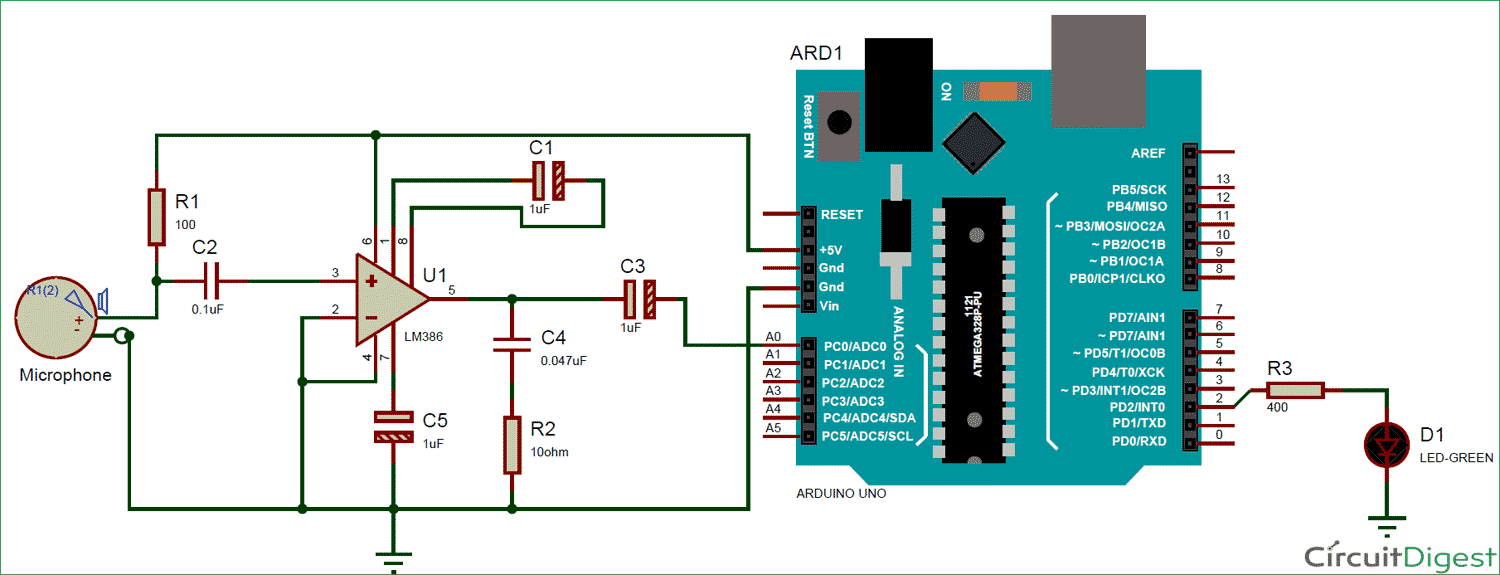 ARD1
Reset BTN
ON
R1
100
C2
0.1uF
R1(2)
+
-
Microphone
C1
1uF
6
1
8
3
2
+
−
5
4
7
U1
LM386
C3
1uF
C4
0.047uF
C5
1uF
R2
10ohm
RESET
+5V
Gnd
Gnd
Vin
ANALOG IN
A0 PC0/ADC0
A1 PC1/ADC1
A2 PC2/ADC2
A3 PC3/ADC3
A4 PC4/ADC4/SDA
A5 PC5/ADC5/SCL
1121
ATMEGA328P-PU
AREF
PB5/SCK 13
PB4/MISO 12
~ PB3/MOSI/OC2A 11
~ PB2/OC1B 10
~ PB1/OC1A 9
PB0/ICP1/CLKO 8
PD7/AIN1 7
~ PD7/AIN1 6
~ PD5/T1/OC0B 5
PD4/T0/XCK 4
~ PD3/INT1/OC2B 3
PD2/INT0 2
PD1/TXD 1
PD0/RXD 0
ARDUINO UNO
R3
400
D1
LED-GREEN
CircuitDigest